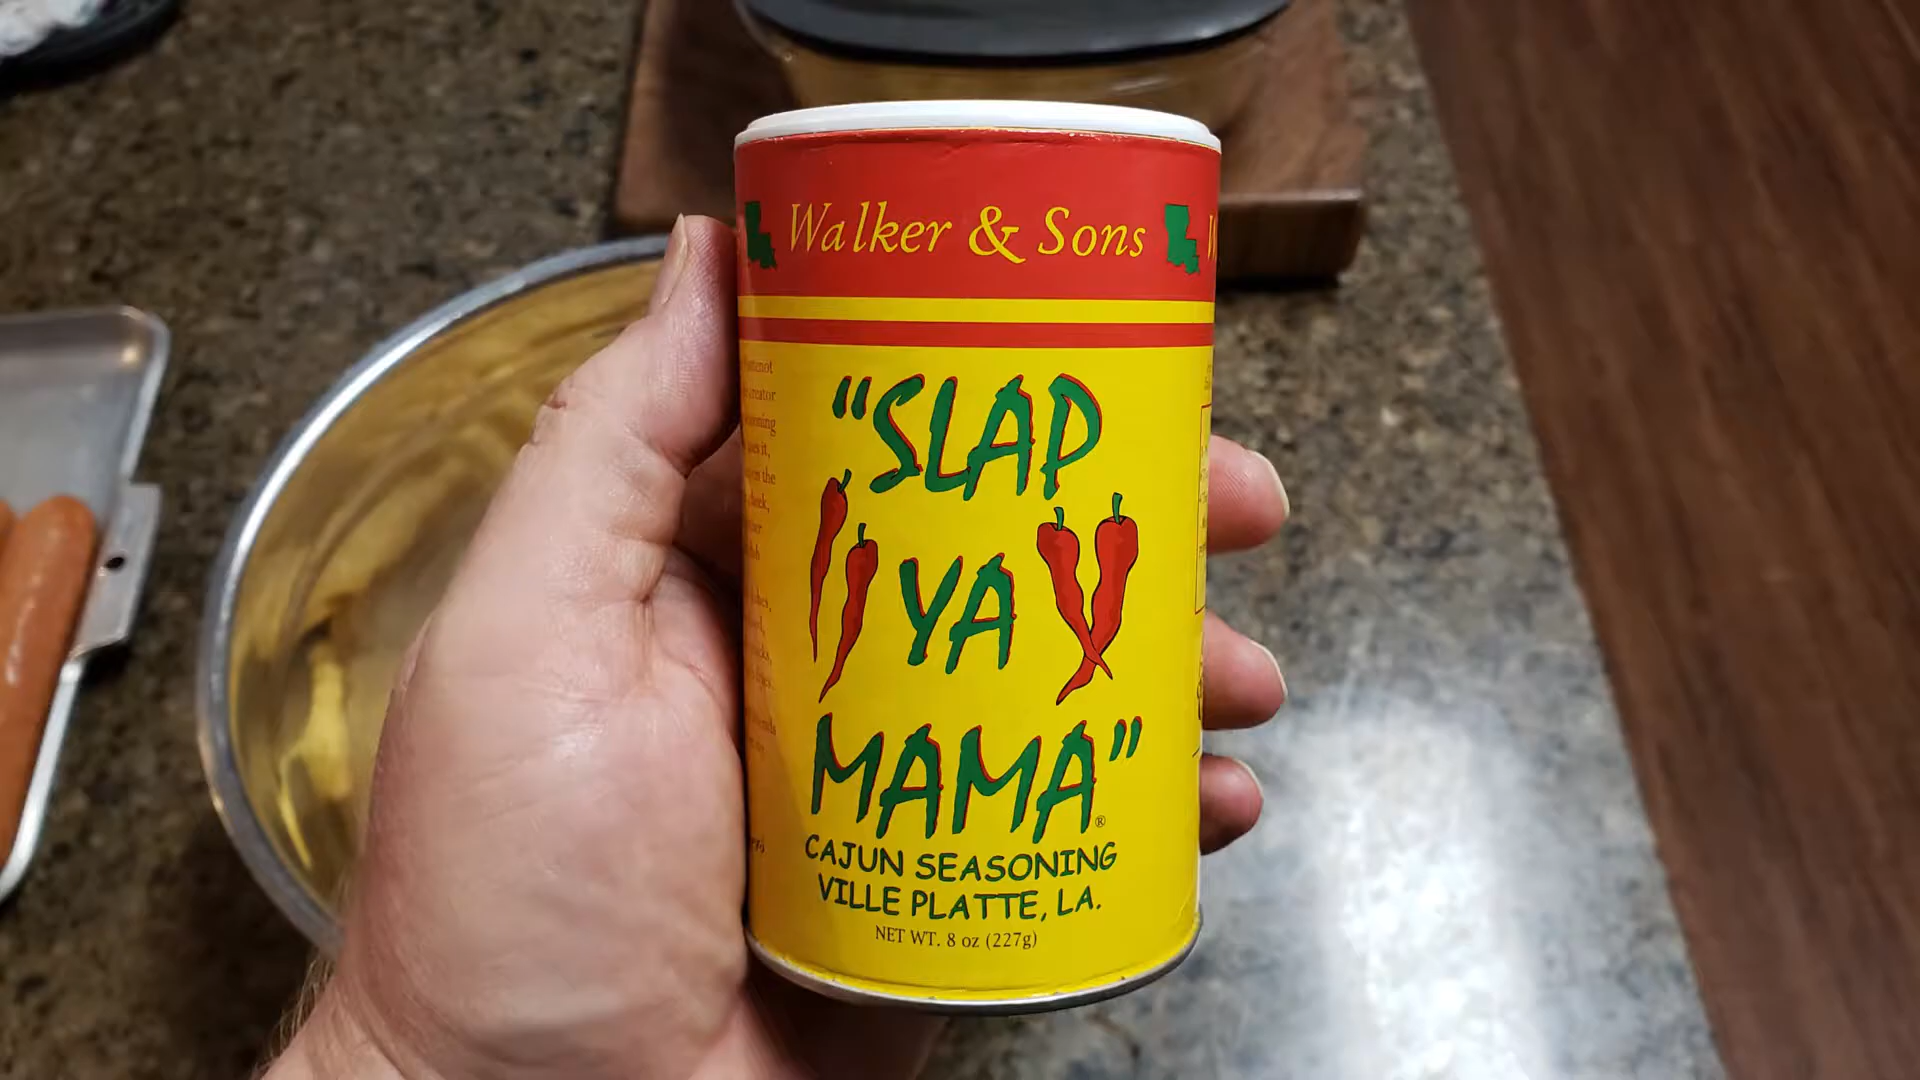 Walker & Sons
"SLAP
YA
MAMA"®
CAJUN SEASONING
VILLE PLATTE, LA.
NET WT. 8 oz (227g)